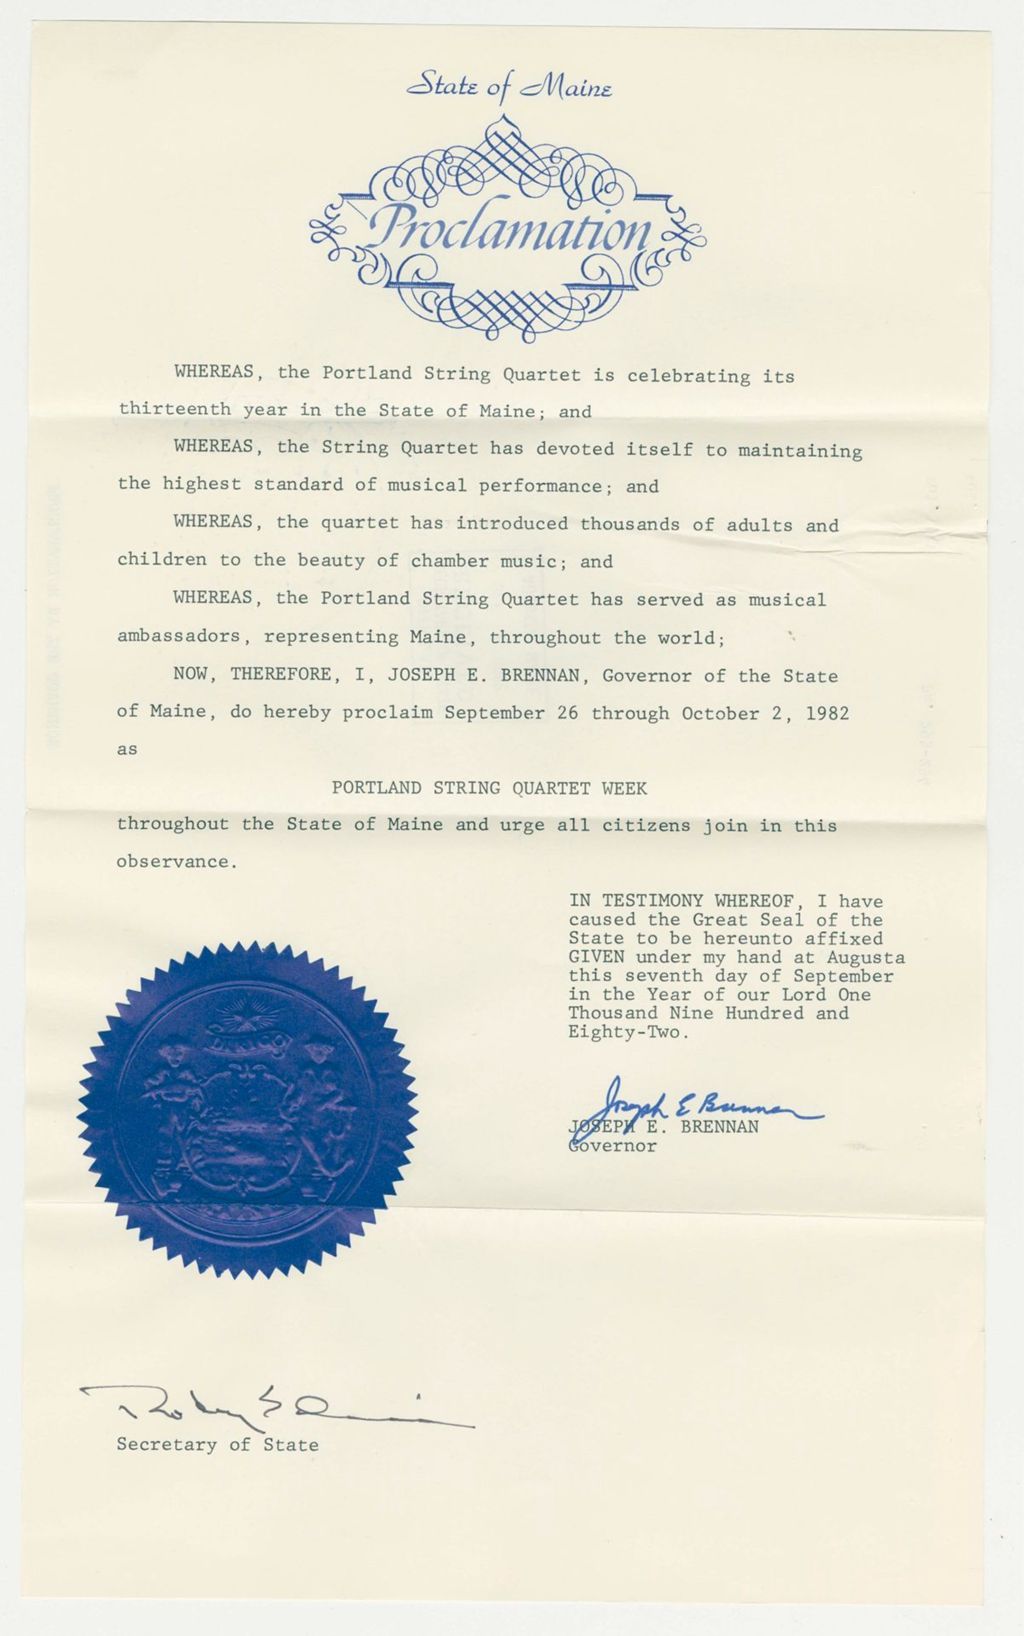 State of Maine
Proclamation
WHEREAS, the Portland String Quartet is celebrating its
thirteenth year in the State of Maine; and
WHEREAS, the String Quartet has devoted itself to maintaining
the highest standard of musical performance; and
WHEREAS, the quartet has introduced thousands of adults and
children to the beauty of chamber music; and
WHEREAS, the Portland String Quartet has served as musical
ambassadors, representing Maine, throughout the world;
NOW, THEREFORE, I, JOSEPH E. BRENNAN, Governor of the State
of Maine, do hereby proclaim September 26 through October 2, 1982
as
PORTLAND STRING QUARTET WEEK
throughout the State of Maine and urge all citizens join in this
observance.
IN TESTIMONY WHEREOF, I have
caused the Great Seal of the
State to be hereunto affixed
GIVEN under my hand at Augusta
this seventh day of September
in the Year of our Lord One
Thousand Nine Hundred and
Eighty-Two.
DIRIGO
Joseph E Brennan
JOSEPH E. BRENNAN
Governor
Secretary of State